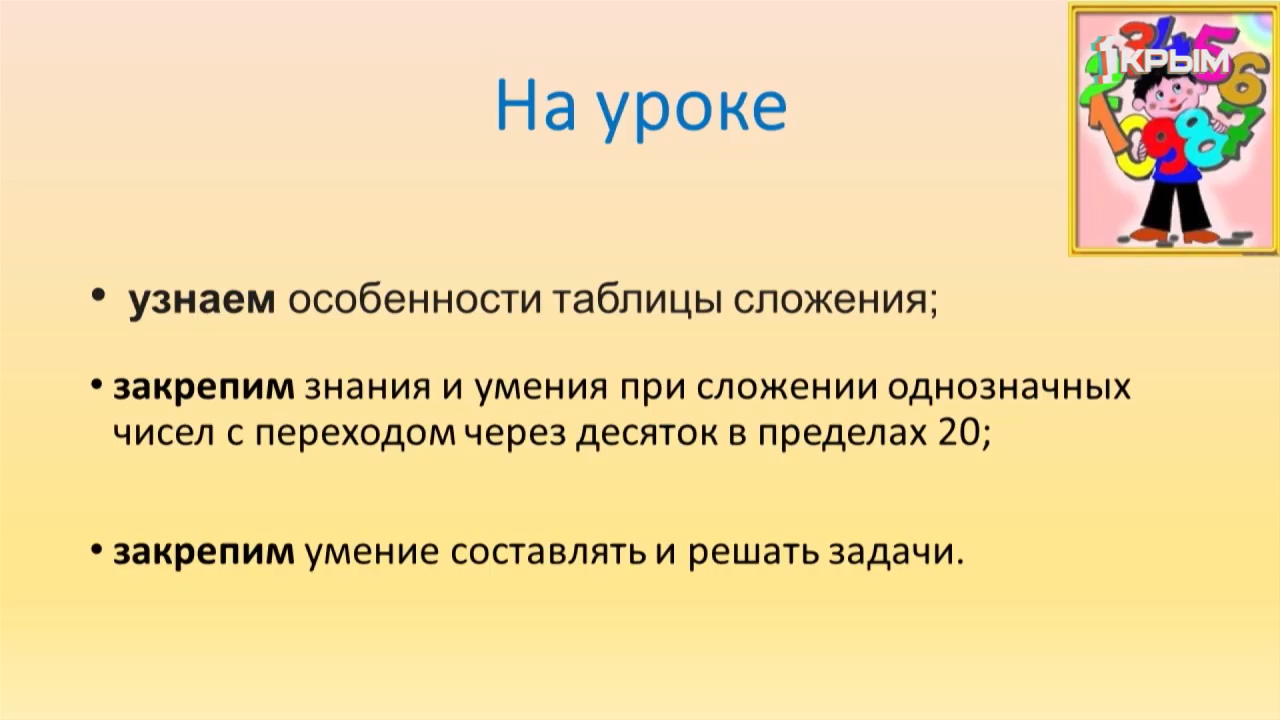 1КРЫМ
На уроке
• узнаем особенности таблицы сложения;
• закрепим знания и умения при сложении однозначных
чисел с переходом через десяток в пределах 20;
• закрепим умение составлять и решать задачи.